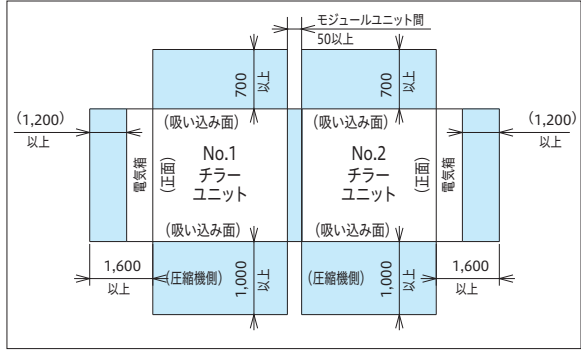 モジュールユニット間
50以上
700
以上
700
以上
(1,200)
以上
(1,200)
以上
(吸い込み面)
(吸い込み面)
電気箱
(正面)
No.1
チラー
ユニット
No.2
チラー
ユニット
(正面)
電気箱
(吸い込み面)
(吸い込み面)
1,600
以上
(圧縮機側)
1,000
以上
(圧縮機側)
1,000
以上
1,600
以上